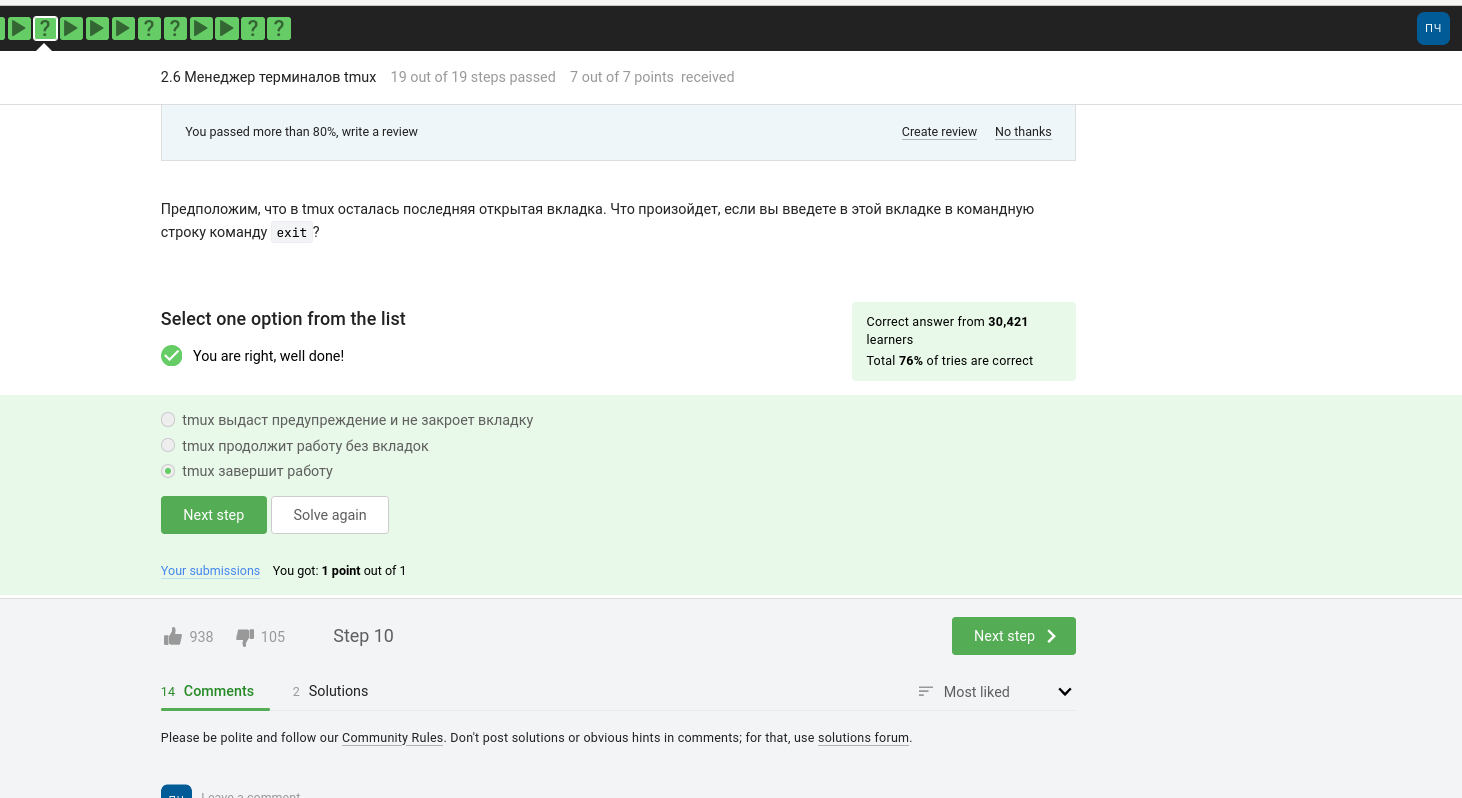 ? ? ? ? ?
ПЧ
2.6 Менеджер терминалов tmux 19 out of 19 steps passed 7 out of 7 points received
You passed more than 80%, write a review Create review No thanks
Предположим, что в tmux осталась последняя открытая вкладка. Что произойдет, если вы введете в этой вкладке в командную
строку команду exit ?
Select one option from the list
You are right, well done!
Correct answer from 30,421
learners
Total 76% of tries are correct
tmux выдаст предупреждение и не закроет вкладку
tmux продолжит работу без вкладок
tmux завершит работу
Next step Solve again
Your submissions You got: 1 point out of 1
938 105 Step 10 Next step
14 Comments 2 Solutions Most liked
Please be polite and follow our Community Rules. Don't post solutions or obvious hints in comments; for that, use solutions forum.
ПЧ Leave a comment